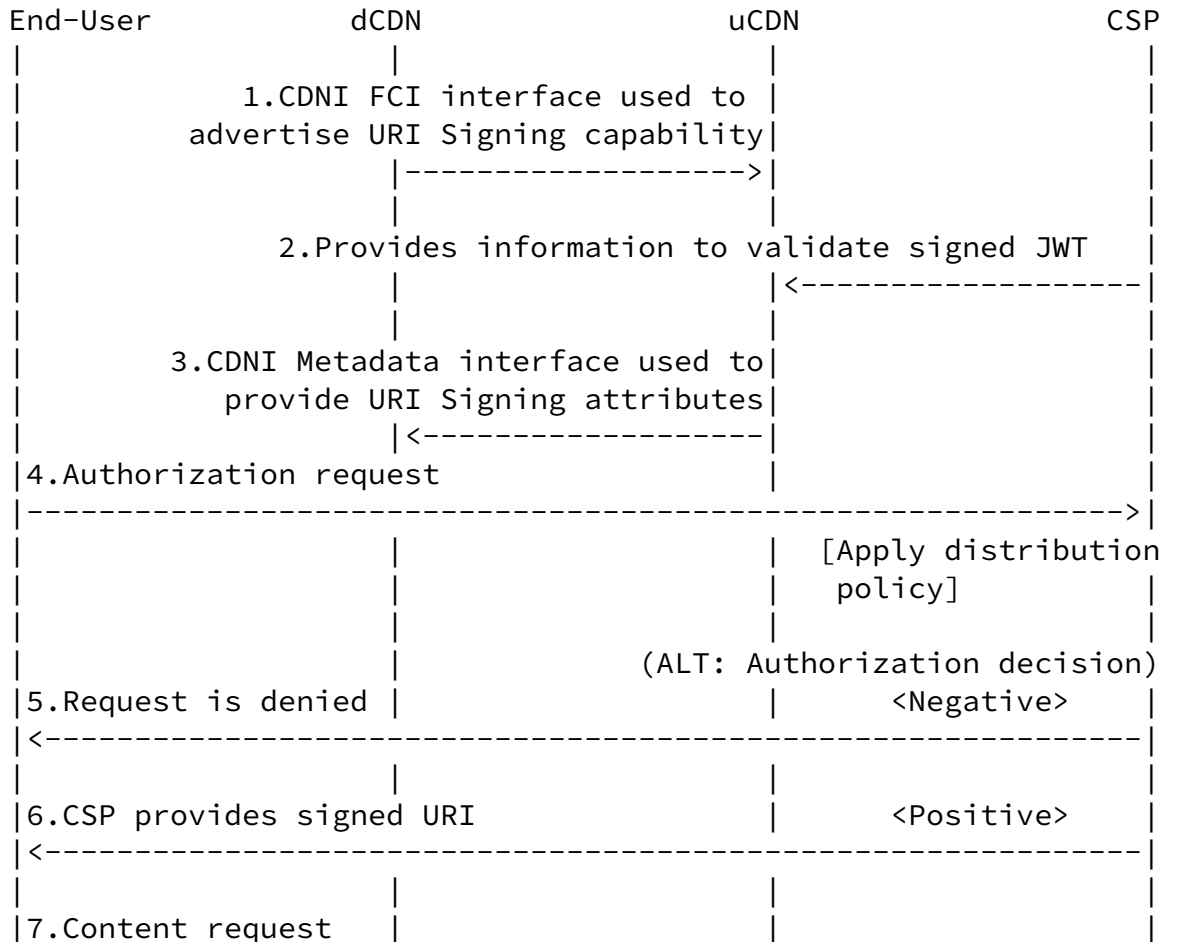 End-User dCDN uCDN CSP
1.CDNI FCI interface used to
advertise URI Signing capability
|------------------->|
2.Provides information to validate signed JWT
|<-------------------|
3.CDNI Metadata interface used to
provide URI Signing attributes
|<-------------------|
|4.Authorization request
|------------------------------------------------------------->|
[Apply distribution
policy]
(ALT: Authorization decision)
|5.Request is denied | | <Negative> |
|<-------------------------------------------------------------|
|6.CSP provides signed URI | <Positive> |
|<-------------------------------------------------------------|
|7.Content request | | |